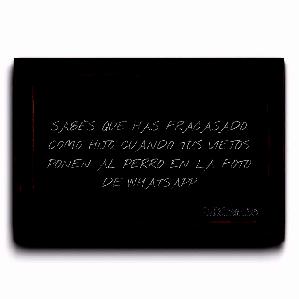 SABES QUE HAS FRACASADO
COMO HIJO CUANDO TUS VIEJOS
PONEN AL PERRO EN LA FOTO
DE WHATSAPP